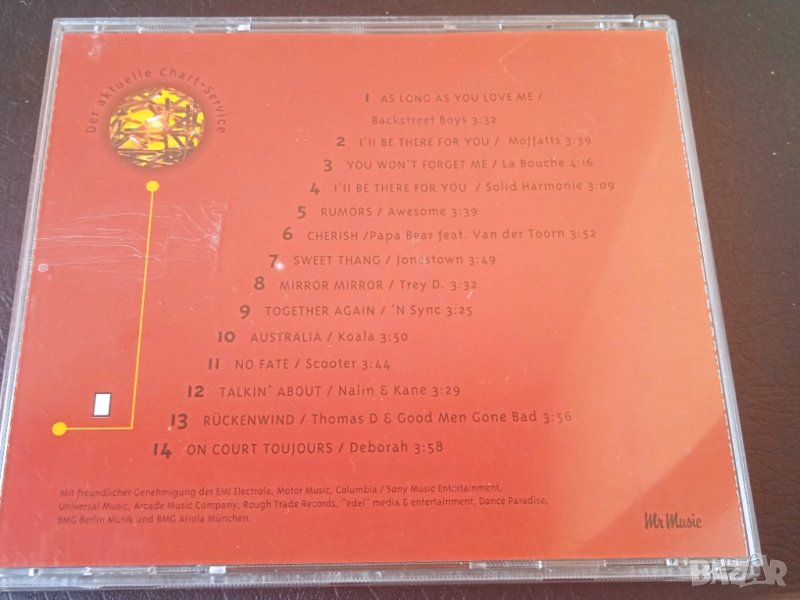 Der aktuelle Chart-Service
1 AS LONG AS YOU LOVE ME /
Backstreet Boys 3:32
2 I'll BE THERE FOR YOU / Moffatts 3:39
3 YOU WON'T FORGET ME / La Bouche 4:16
4 I'll BE THERE FOR YOU / Solid Harmonie 3:09
5 RUMORS / Awesome 3:39
6 CHERISH /Papa Bear feat. Van der Toorn 3:52
7 SWEET THANG / Jonestown 3:49
8 MIRROR MIRROR / Trey D. 3:32
9 TOGETHER AGAIN / 'N Sync 3:25
10 AUSTRALIA / Koala 3:50
11 NO FATE / Scooter 3:44
12 TALKIN' ABOUT / Nalin & Kane 3:29
13 RÜCKENWIND / Thomas D & Good Men Gone Bad 3:56
14 ON COURT TOUJOURS / Deborah 3:58
Mit freundlicher Genehmigung der EMI Electrola, Motor Music, Columbia / Sony Music Entertainment,
Universal Music, Arcade Music Company, Rough Trade Records, "edel" media & entertainment, Dance Paradise,
BMG Berlin Musik und BMG Ariola München.
Mr Music
BAZAR